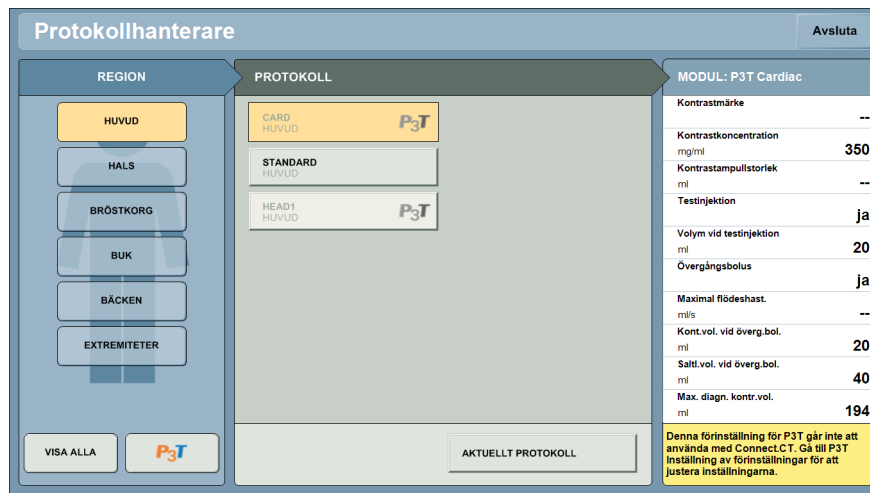 Protokollhanterare
Avsluta
REGION
HUVUD
HALS
BRÖSTKORG
BUK
BÄCKEN
EXTREMITETER
VISA ALLA
P3T
PROTOKOLL
CARD
HUVUD
P3T
STANDARD
HUVUD
HEAD1
HUVUD
P3T
AKTUELLT PROTOKOLL
MODUL: P3T Cardiac
Kontrastmärke
--
Kontrastkoncentration
mg/ml 350
Kontrastampullstorlek
ml --
Testinjektion
ja
Volym vid testinjektion
ml 20
Övergångsbolus
ja
Maximal flödeshast.
ml/s --
Kont.vol. vid överg.bol.
ml 20
Saltl.vol. vid överg.bol.
ml 40
Max. diagn. kontr.vol.
ml 194
Denna förinställning för P3T går inte att
använda med Connect.CT. Gå till P3T
Inställning av förinställningar för att
justera inställningarna.